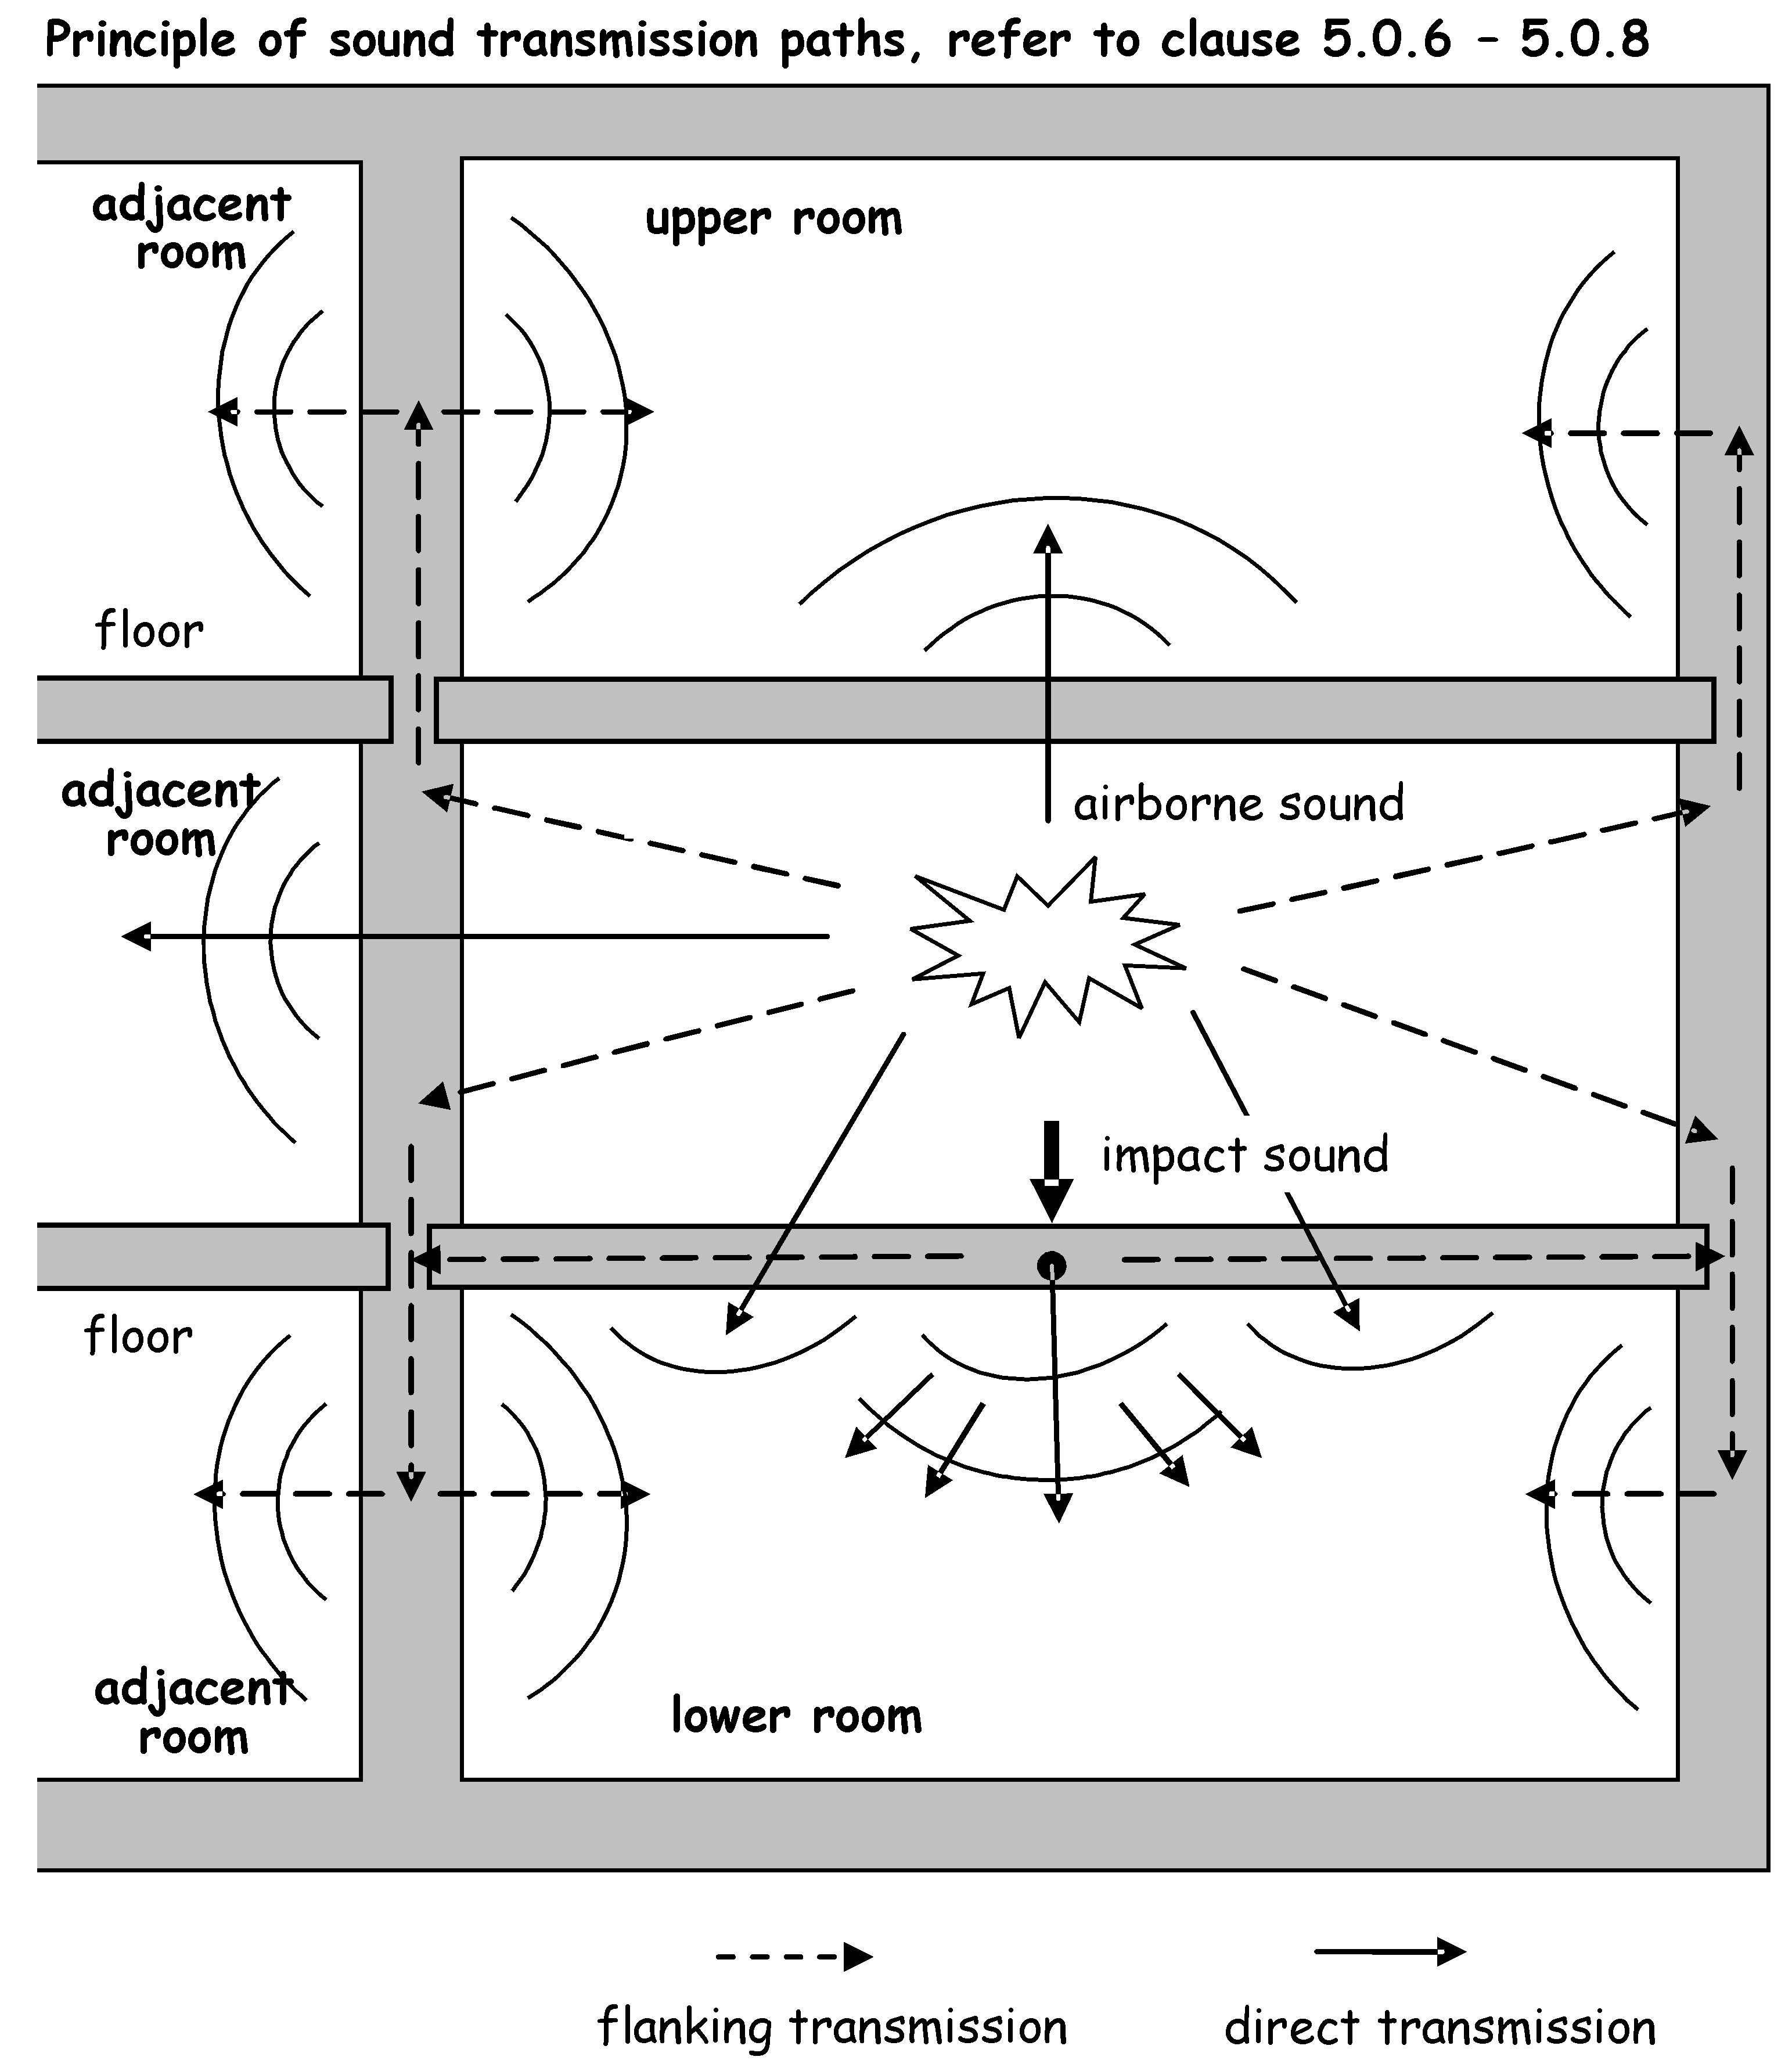 Principle of sound transmission paths, refer to clause 5.0.6 - 5.0.8
adjacent
room
upper room
floor
adjacent
room
airborne sound
impact sound
floor
adjacent
room
lower room
flanking transmission
direct transmission